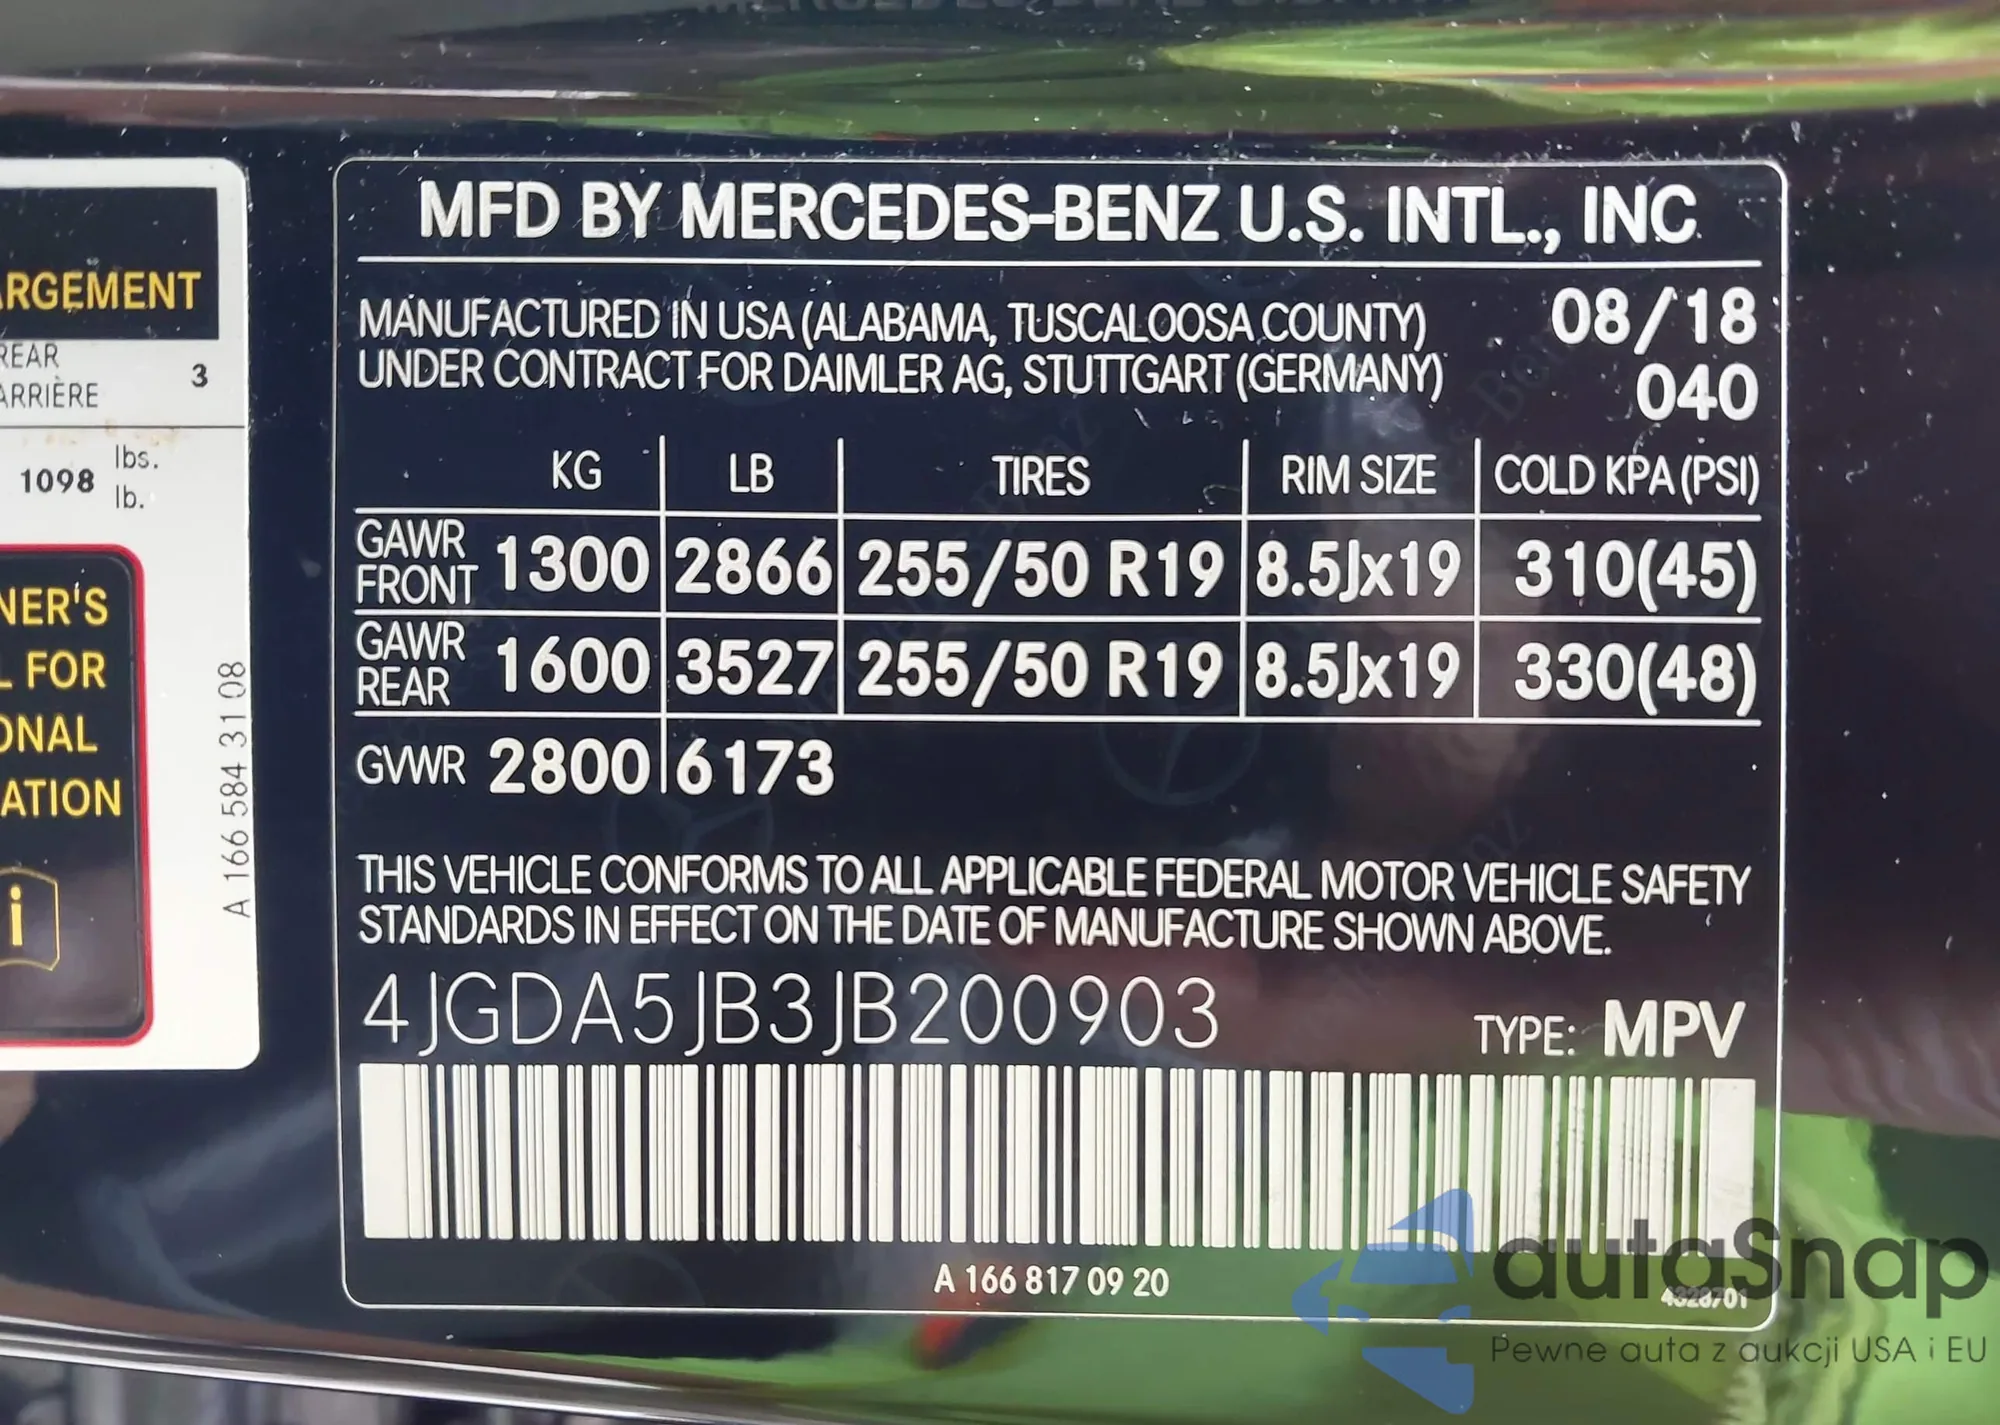 ARGEMENT
REAR
ARRIÈRE
3
1098
lbs.
lb.
NER'S
L FOR
ONAL
ATION
i
A 166 584 31 08
MFD BY MERCEDES-BENZ U.S. INTL., INC
MANUFACTURED IN USA (ALABAMA, TUSCALOOSA COUNTY)
08/18
UNDER CONTRACT FOR DAIMLER AG, STUTTGART (GERMANY)
040
KG LB TIRES RIM SIZE COLD KPA (PSI)
GAWR
FRONT
1300 2866 255/50 R19 8.5Jx19 310(45)
GAWR
REAR
1600 3527 255/50 R19 8.5Jx19 330(48)
GVWR 2800 6173
THIS VEHICLE CONFORMS TO ALL APPLICABLE FEDERAL MOTOR VEHICLE SAFETY
STANDARDS IN EFFECT ON THE DATE OF MANUFACTURE SHOWN ABOVE.
4JGDA5JB3JB200903
TYPE: MPV
A 166 817 09 20
autaSnap
Pewne auta z aukcji USA i EU